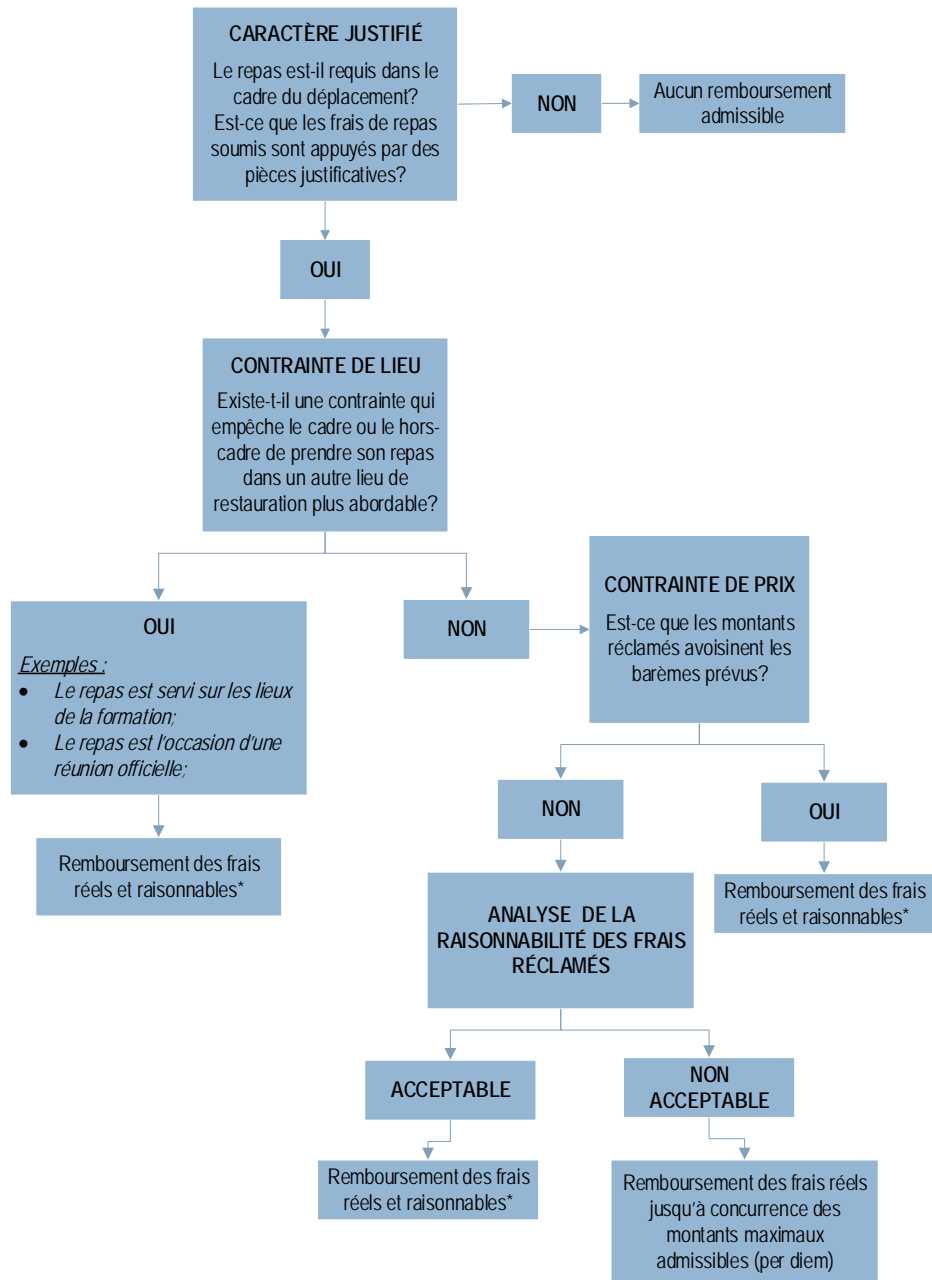 CARACTÈRE JUSTIFIÉ
Le repas est-il requis dans le
cadre du déplacement?
Est-ce que les frais de repas
soumis sont appuyés par des
pièces justificatives?
NON
Aucun remboursement
admissible
OUI
CONTRAINTE DE LIEU
Existe-t-il une contrainte qui
empêche le cadre ou le hors-
cadre de prendre son repas
dans un autre lieu de
restauration plus abordable?
OUI
Exemples :
• Le repas est servi sur les lieux
de la formation;
• Le repas est l'occasion d'une
réunion officielle;
Remboursement des frais
réels et raisonnables*
NON
CONTRAINTE DE PRIX
Est-ce que les montants
réclamés avoisinent les
barèmes prévus?
NON
OUI
Remboursement des frais
réels et raisonnables*
ANALYSE DE LA
RAISONNABILITÉ DES FRAIS
RÉCLAMÉS
ACCEPTABLE
NON
ACCEPTABLE
Remboursement des frais
réels et raisonnables*
Remboursement des frais réels
jusqu'à concurrence des
montants maximaux
admissibles (per diem)